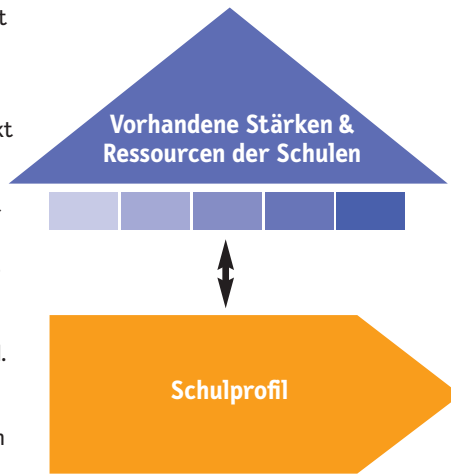 Vorhandene Stärken &
Ressourcen der Schulen
Schulprofil